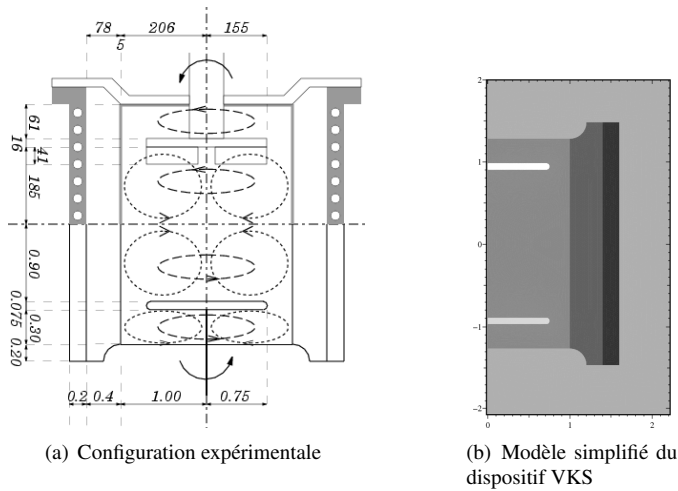 78 206 155
5
61
16
41
185
0.90
0.075
0.30
0.20
0.2 0.4 1.00 0.75
(a) Configuration expérimentale
2
1
0
−1
−2
0 1 2
(b) Modèle simplifié du
dispositif VKS